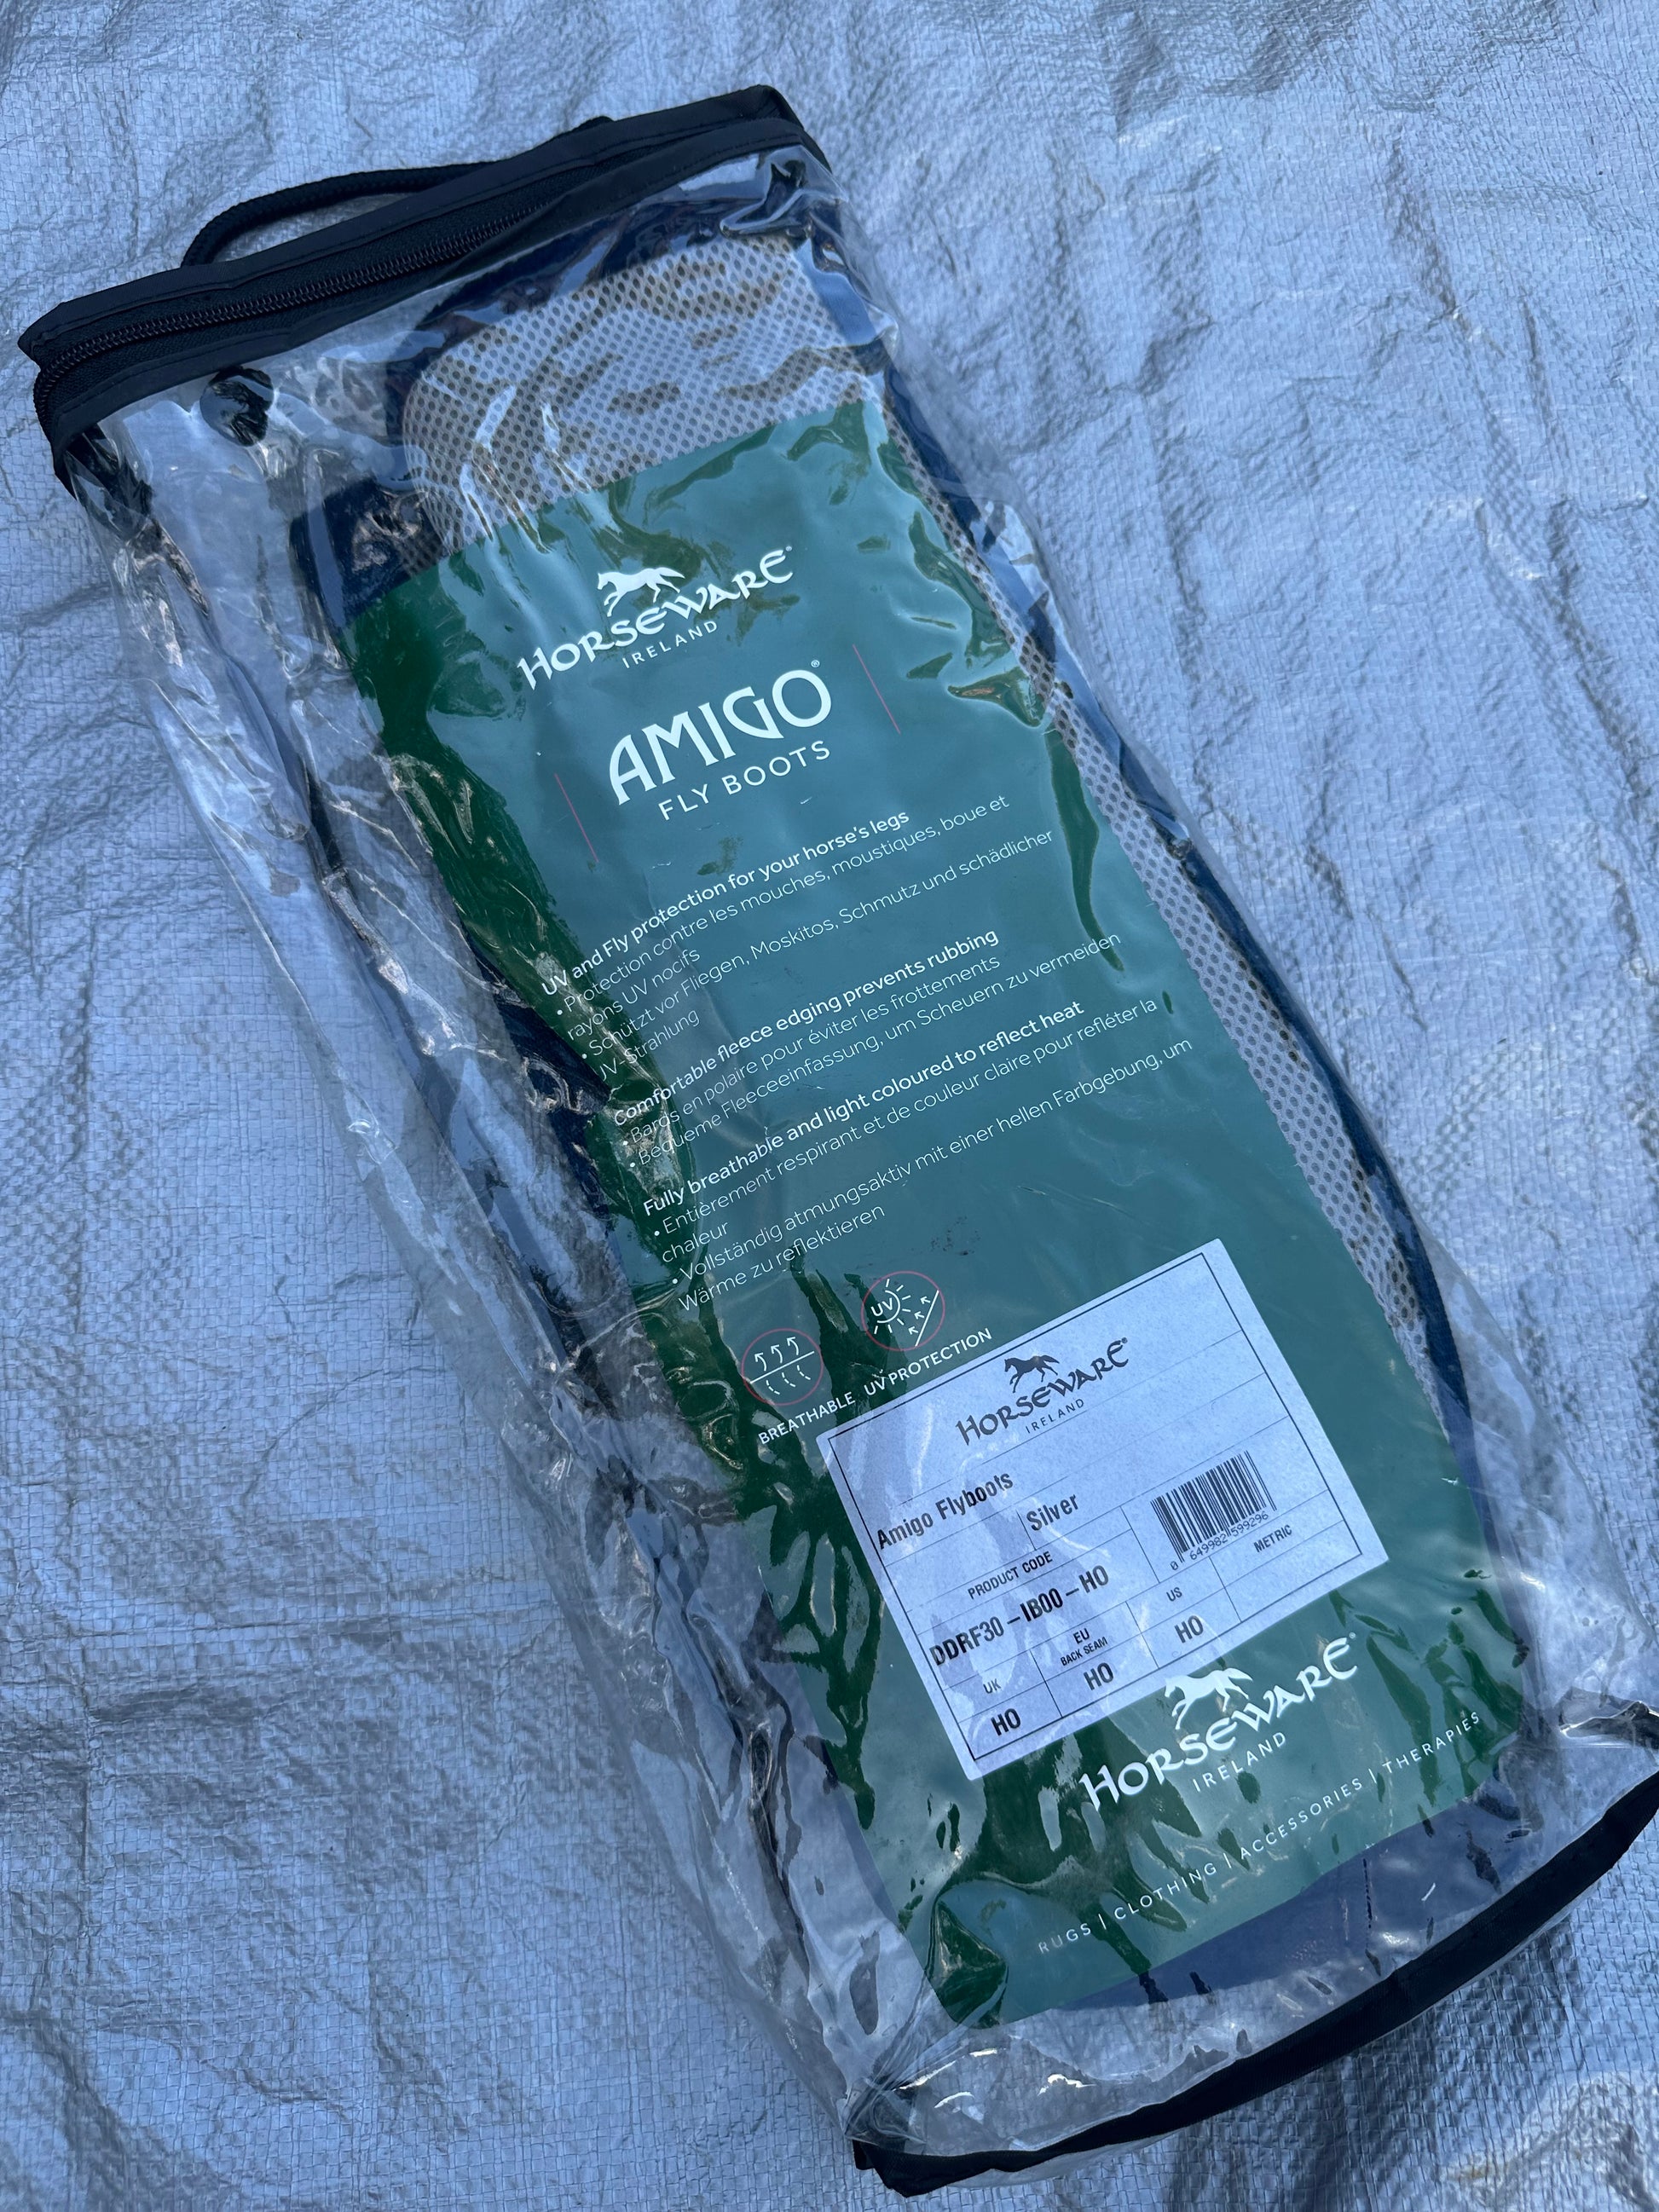 HORSEWARE®
IRELAND
AMIGO®
FLY BOOTS
UV and Fly protection for your horse's legs
• Protection contre les mouches, moustiques, boue et
rayons UV nocifs
• Schützt vor Fliegen, Moskitos, Schmutz und schädlicher
UV-Strahlung
Comfortable fleece edging prevents rubbing
• Bords en polaire pour éviter les frottements
• Bequeme Fleeceeinfassung, um Scheuern zu vermeiden
Fully breathable and light coloured to reflect heat
• Entièrement respirant et de couleur claire pour refléter la
chaleur
• Vollständig atmungsaktiv mit einer hellen Farbgebung, um
Wärme zu reflektieren
UV
BREATHABLE UV PROTECTION
HORSEWARE®
IRELAND
Amigo Flyboots
Silver
PRODUCT CODE
DDRF30-IB00-HO
0 649982 599296
UK
EU
BACK SEAM
US
METRIC
HO
HO
HO
HORSEWARE®
IRELAND
RUGS | CLOTHING | ACCESSORIES | THERAPIES